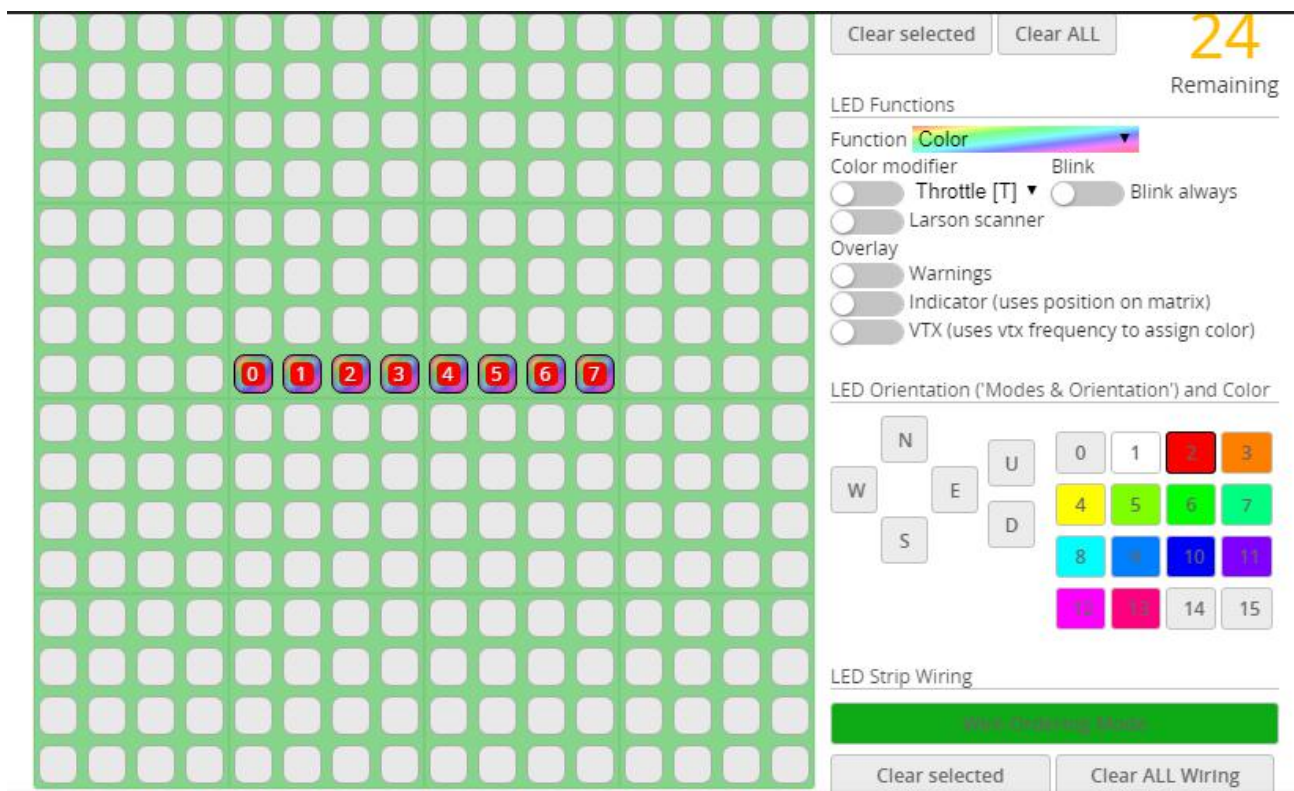 Clear selected Clear ALL 24
Remaining
LED Functions
Function Color
Color modifier Blink
Throttle [T] Blink always
Larson scanner
Overlay
Warnings
Indicator (uses position on matrix)
VTX (uses vtx frequency to assign color)
0 1 2 3 4 5 6 7
LED Orientation ('Modes & Orientation') and Color
N
U
W E
D
S
0 1 2 3
4 5 6 7
8 9 10 11
12 13 14 15
LED Strip Wiring
Wire Ordering Mode
Clear selected Clear ALL Wiring